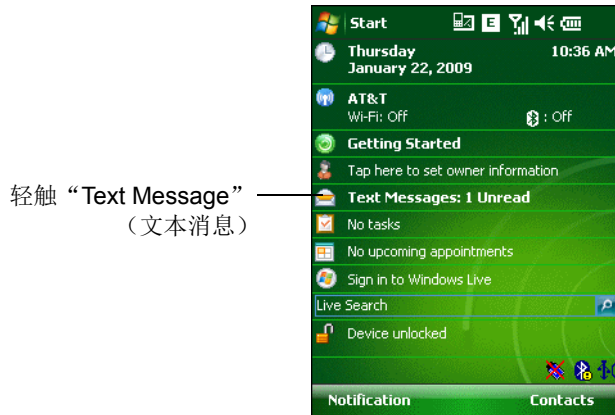 Start
E
Thursday
10:36 AM
January 22, 2009
AT&T
Wi-Fi: Off
: Off
Getting Started
Tap here to set owner information
轻触“Text Message”
（文本消息）
Text Messages: 1 Unread
No tasks
No upcoming appointments
Sign in to Windows Live
Live Search
Device unlocked
Notification
Contacts